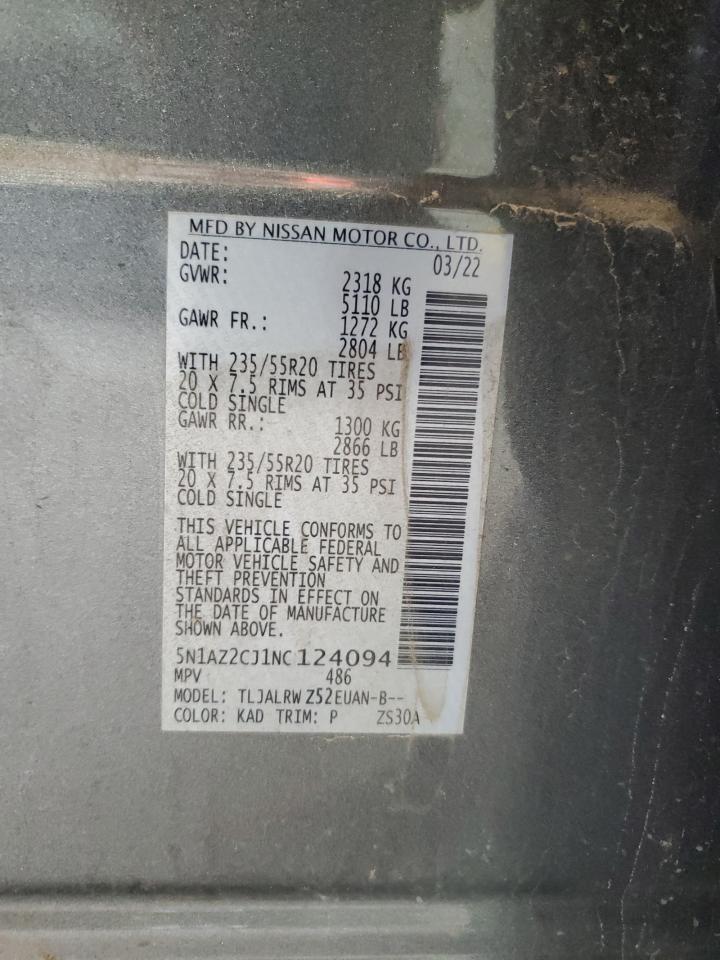 MFD BY NISSAN MOTOR CO., LTD.
DATE: 03/22
GVWR: 2318 KG
5110 LB
GAWR FR.: 1272 KG
2804 LB
WITH 235/55R20 TIRES
20 X 7.5 RIMS AT 35 PSI
COLD SINGLE
GAWR RR.: 1300 KG
2866 LB
WITH 235/55R20 TIRES
20 X 7.5 RIMS AT 35 PSI
COLD SINGLE
THIS VEHICLE CONFORMS TO
ALL APPLICABLE FEDERAL
MOTOR VEHICLE SAFETY AND
THEFT PREVENTION
STANDARDS IN EFFECT ON
THE DATE OF MANUFACTURE
SHOWN ABOVE.
5N1AZ2CJ1NC124094
MPV 486
MODEL: TLJALRWZ52EUAN-B--
COLOR: KAD TRIM: P ZS30A